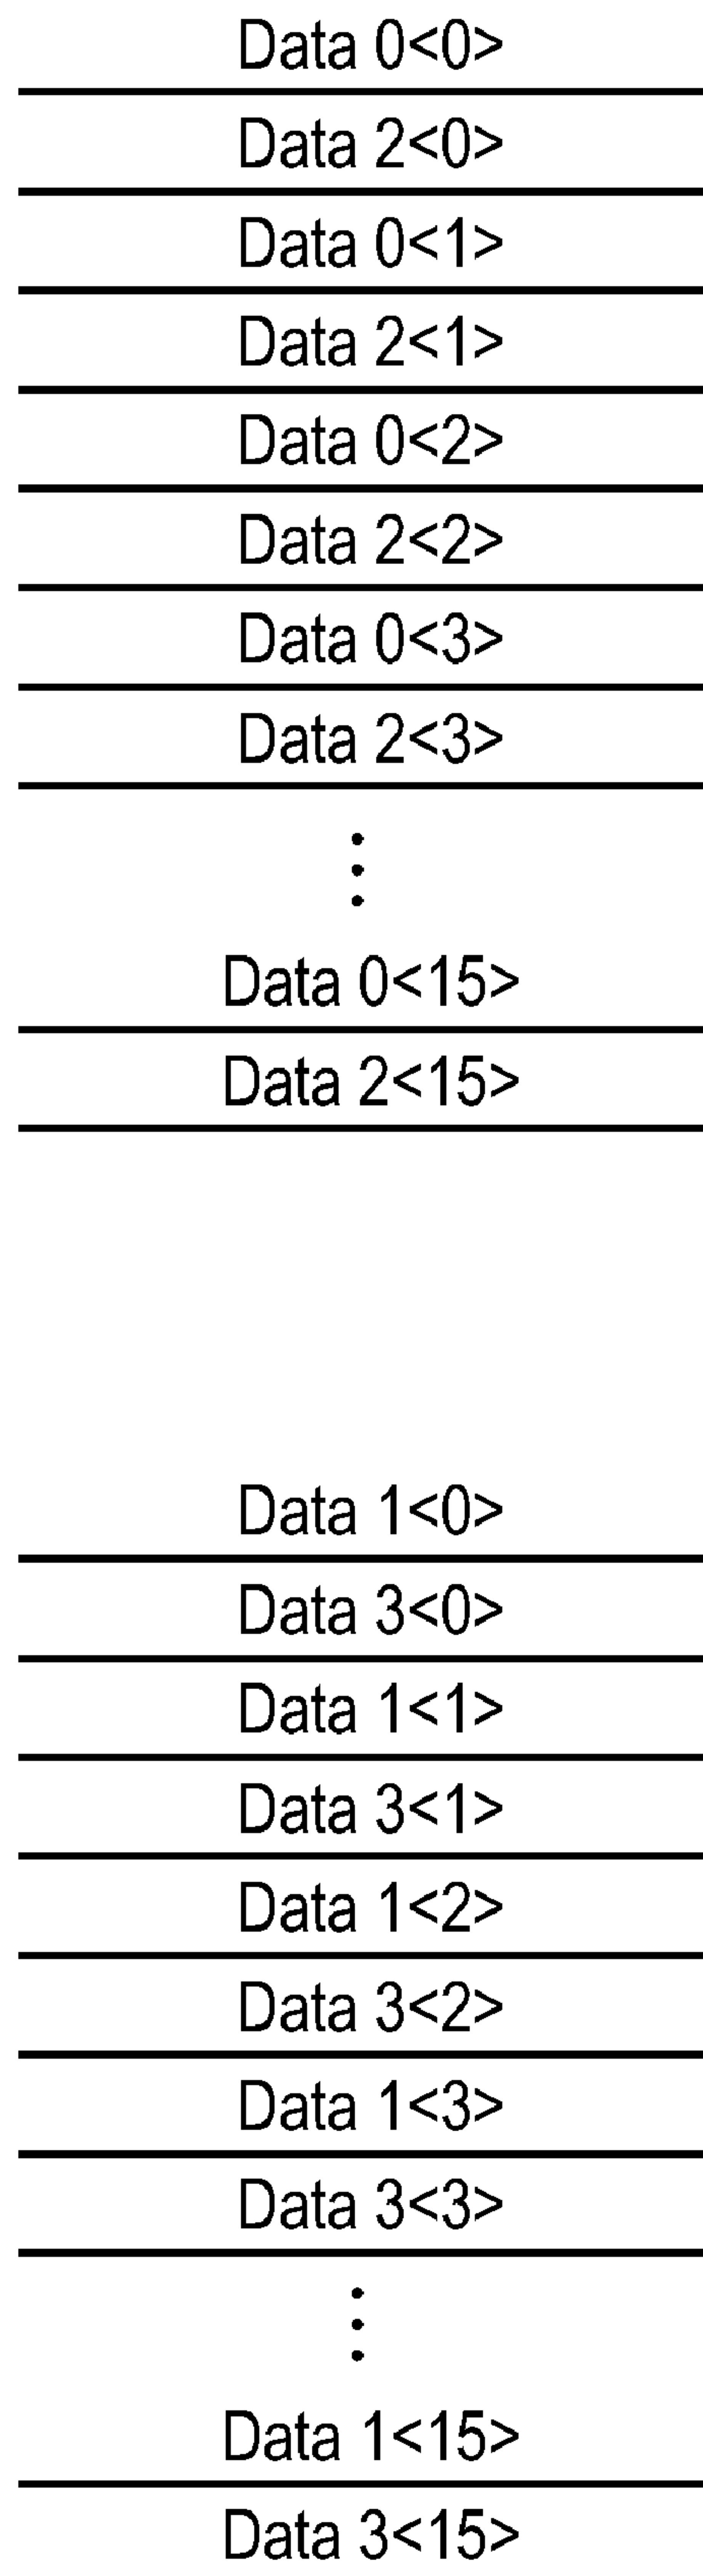 Data 0<0>
Data 2<0>
Data 0<1>
Data 2<1>
Data 0<2>
Data 2<2>
Data 0<3>
Data 2<3>
⋮
Data 0<15>
Data 2<15>
Data 1<0>
Data 3<0>
Data 1<1>
Data 3<1>
Data 1<2>
Data 3<2>
Data 1<3>
Data 3<3>
⋮
Data 1<15>
Data 3<15>